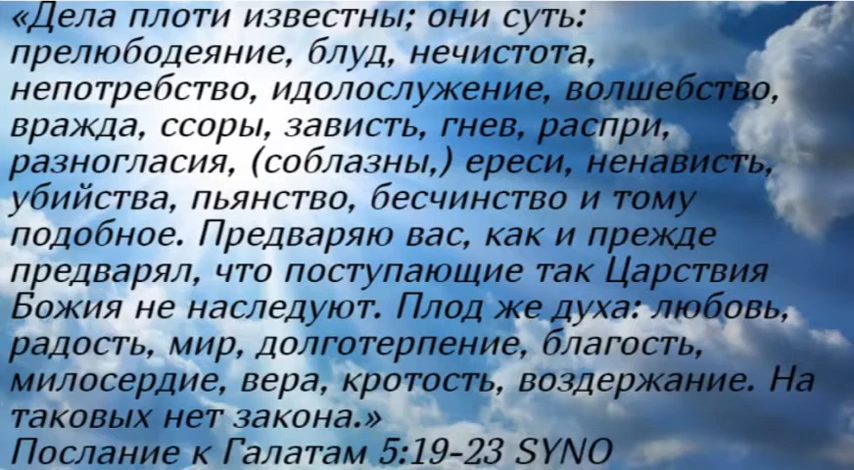 «Дела плоти известны; они суть:
прелюбодеяние, блуд, нечистота,
непотребство, идолослужение, волшебство,
вражда, ссоры, зависть, гнев, распри,
разногласия, (соблазны,) ереси, ненависть,
убийства, пьянство, бесчинство и тому
подобное. Предваряю вас, как и прежде
предварял, что поступающие так Царствия
Божия не наследуют. Плод же духа: любовь,
радость, мир, долготерпение, благость,
милосердие, вера, кротость, воздержание. На
таковых нет закона.»
Послание к Галатам 5:19-23 SYNO